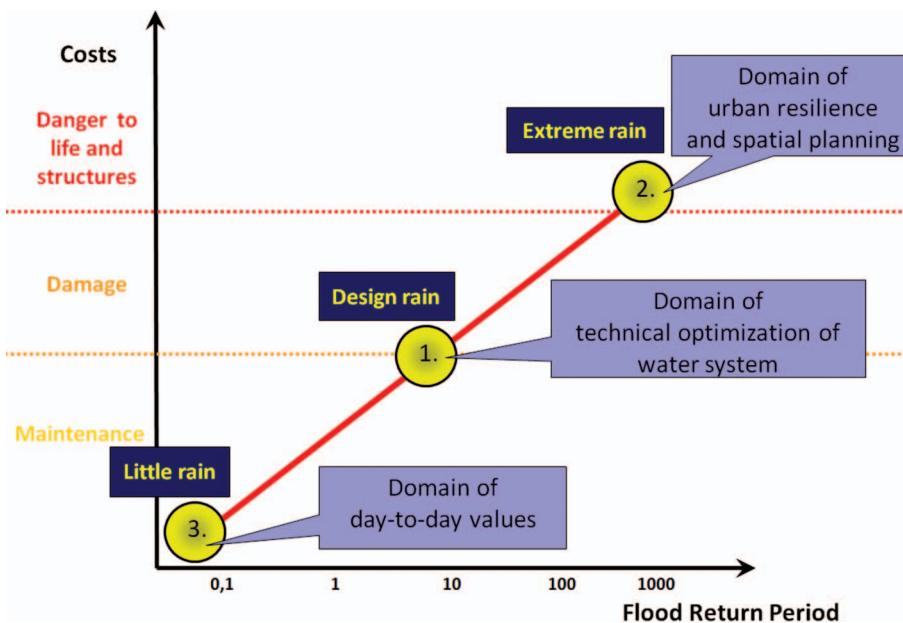 Costs
Danger to
life and
structures
Extreme rain
2.
Domain of
urban resilience
and spatial planning
Damage
Design rain
1.
Domain of
technical optimization of
water system
Maintenance
Little rain
3.
Domain of
day-to-day values
0,1 1 10 100 1000
Flood Return Period